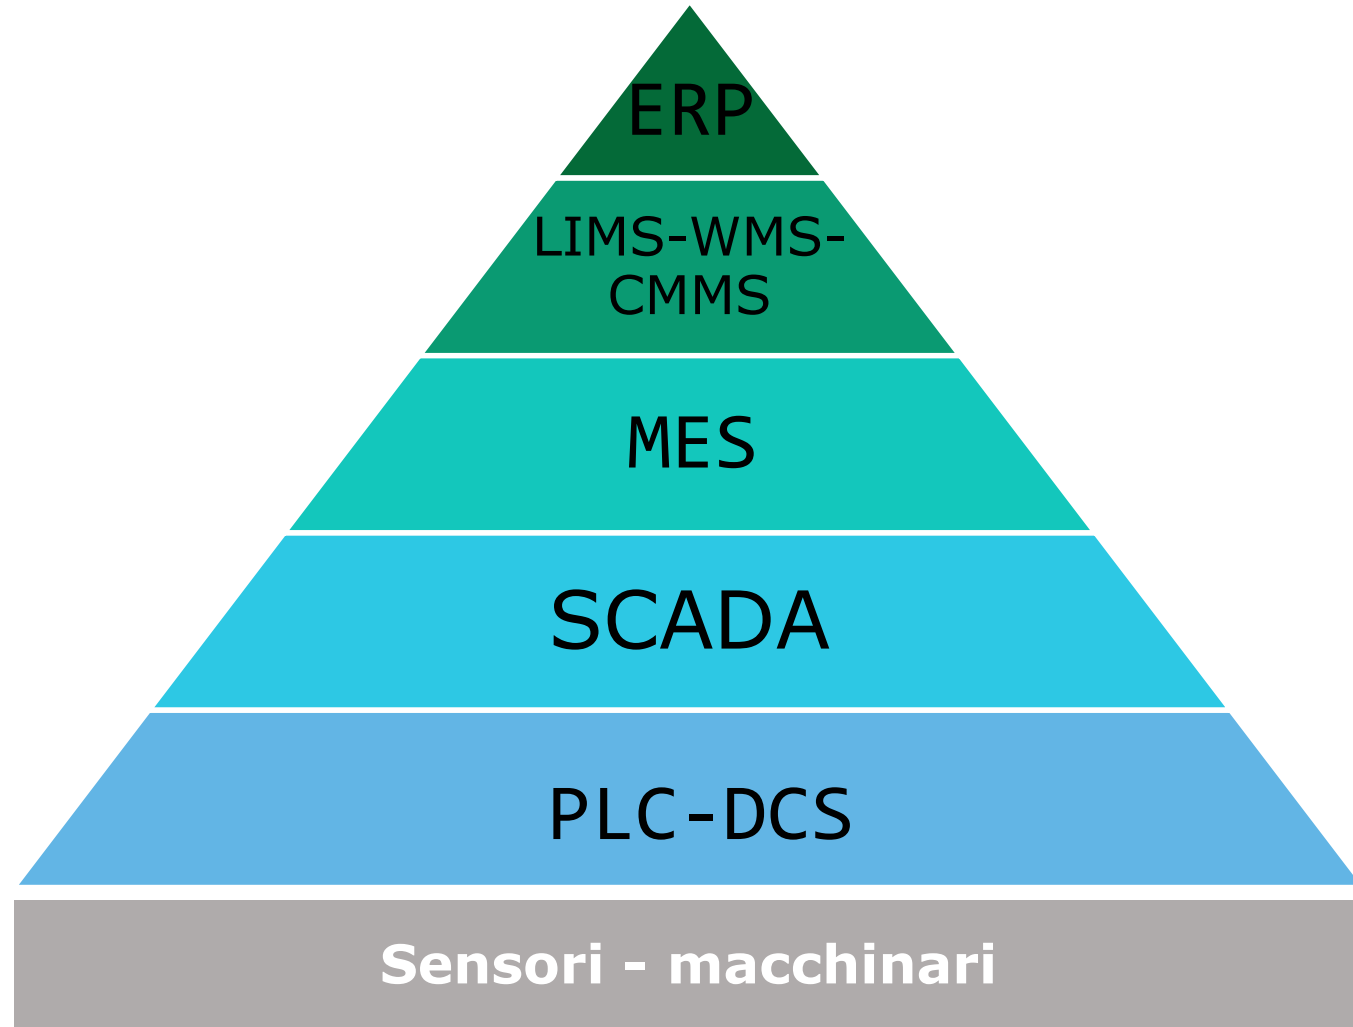 ERP
LIMS-WMS-
CMMS
MES
SCADA
PLC-DCS
Sensori - macchinari